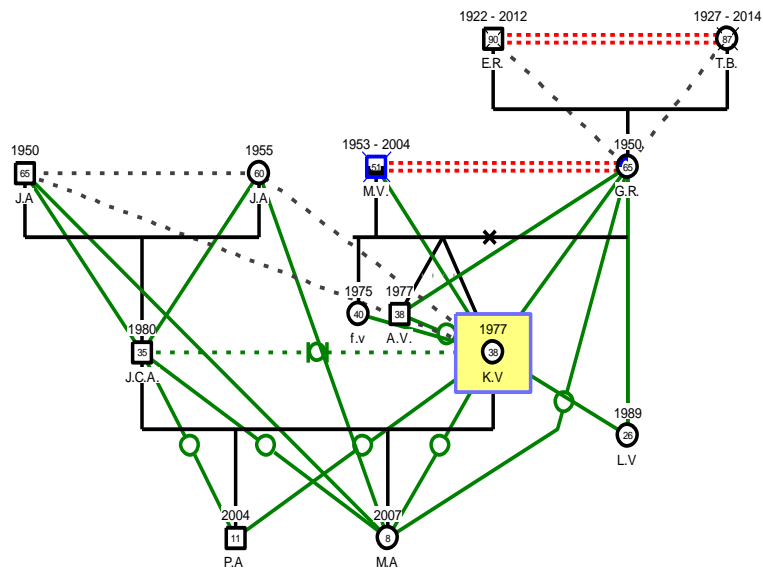 1922 - 2012
1927 - 2014
90
87
E.R.
T.B.
1950
1955
1953 - 2004
1950
65
60
51
65
J.A
J.A.
M.V.
G.R.
1975
1977
40
38
f.v
A.V.
1980
1977
35
38
J.C.A.
K.V
1989
26
L.V
2004
2007
11
8
P.A
M.A